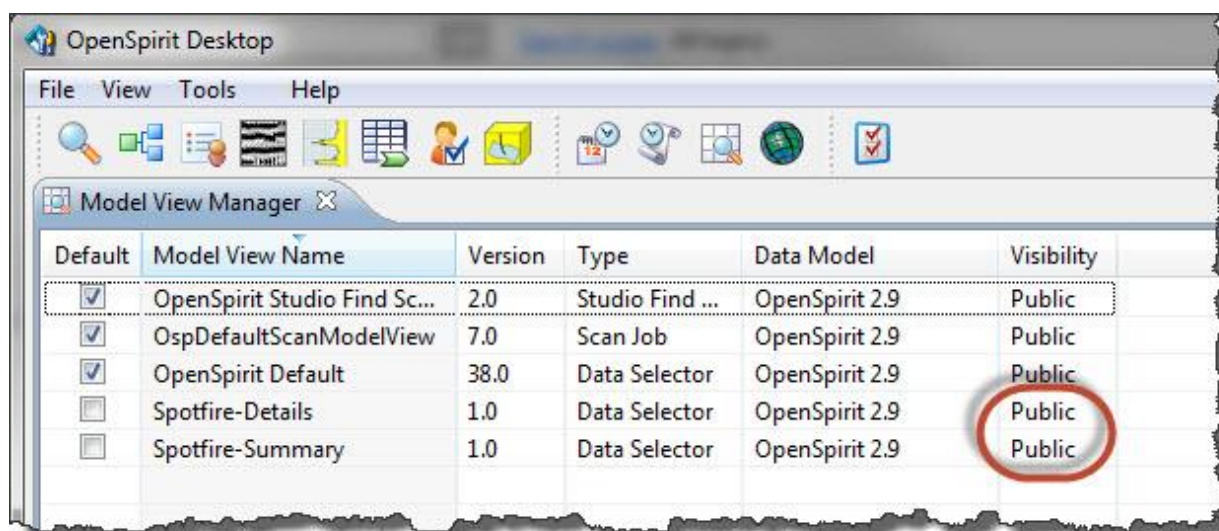 OpenSpirit Desktop
File View Tools Help
12
Model View Manager
Default Model View Name Version Type Data Model Visibility
OpenSpirit Studio Find Sc... 2.0 Studio Find ... OpenSpirit 2.9 Public
OspDefaultScanModelView 7.0 Scan Job OpenSpirit 2.9 Public
OpenSpirit Default 38.0 Data Selector OpenSpirit 2.9 Public
Spotfire-Details 1.0 Data Selector OpenSpirit 2.9 Public
Spotfire-Summary 1.0 Data Selector OpenSpirit 2.9 Public